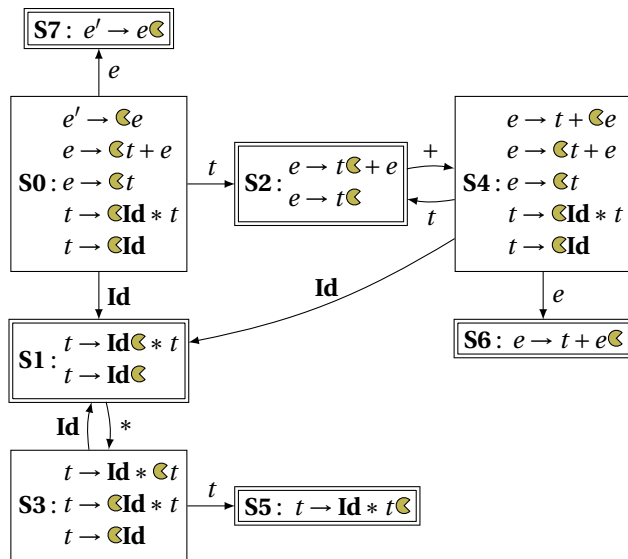 S7: e′ → e
e
e′ → e
e → t + e
S0: e → t
t → Id * t
t → Id
t
S2: e → t + e
e → t
+
t
e → t + e
e → t + e
S4: e → t
t → Id * t
t → Id
Id
Id
e
S1: t → Id * t
t → Id
S6: e → t + e
Id
*
t → Id * t
S3: t → Id * t
t → Id
t
S5: t → Id * t